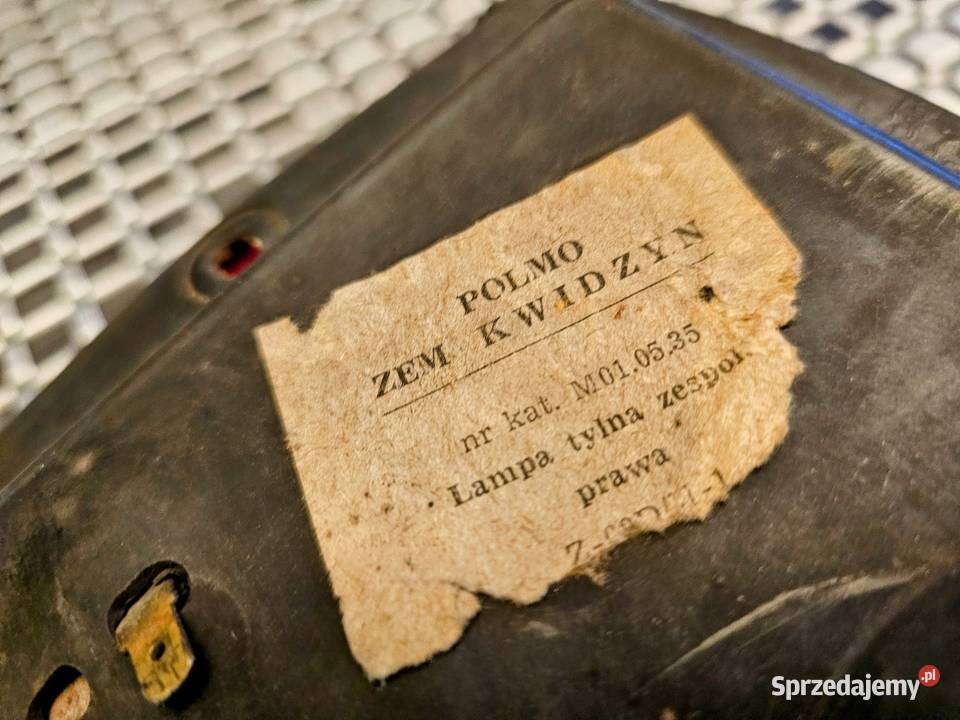 POLMO
ZEM KWIDZYN
nr kat. M01.05.35
Lampa tylna zespol.
prawa
Sprzedajemy.pl